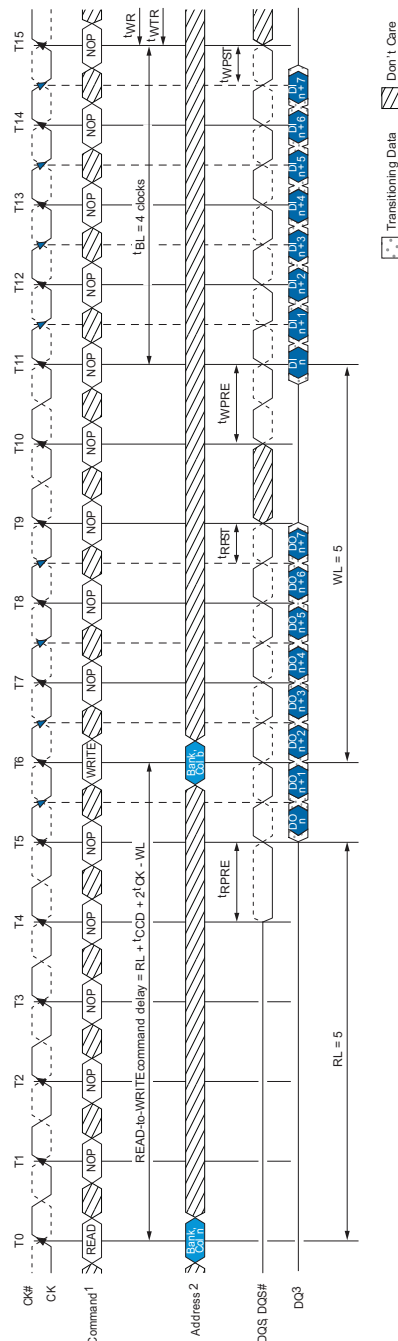 T0 T1 T2 T3 T4 T5 T6 T7 T8 T9 T10 T11 T12 T13 T14 T15
CK#
CK
Command1 READ NOP NOP NOP NOP NOP WRITE NOP NOP NOP NOP NOP NOP NOP NOP NOP
READ-to-WRITEcommand delay = RL + tCCD + 2tCK - WL
tBL = 4 clocks
tWR
tWTR
Address 2
Bank, Col n
Bank, Col b
tRPRE
tRPST
tWPRE
tWPST
DQS, DQS#
DQ3
DO n
DO n+1
DO n+2
DO n+3
DO n+4
DO n+5
DO n+6
DO n+7
DI n
DI n+1
DI n+2
DI n+3
DI n+4
DI n+5
DI n+6
DI n+7
RL = 5
WL = 5
Transitioning Data
Don't Care